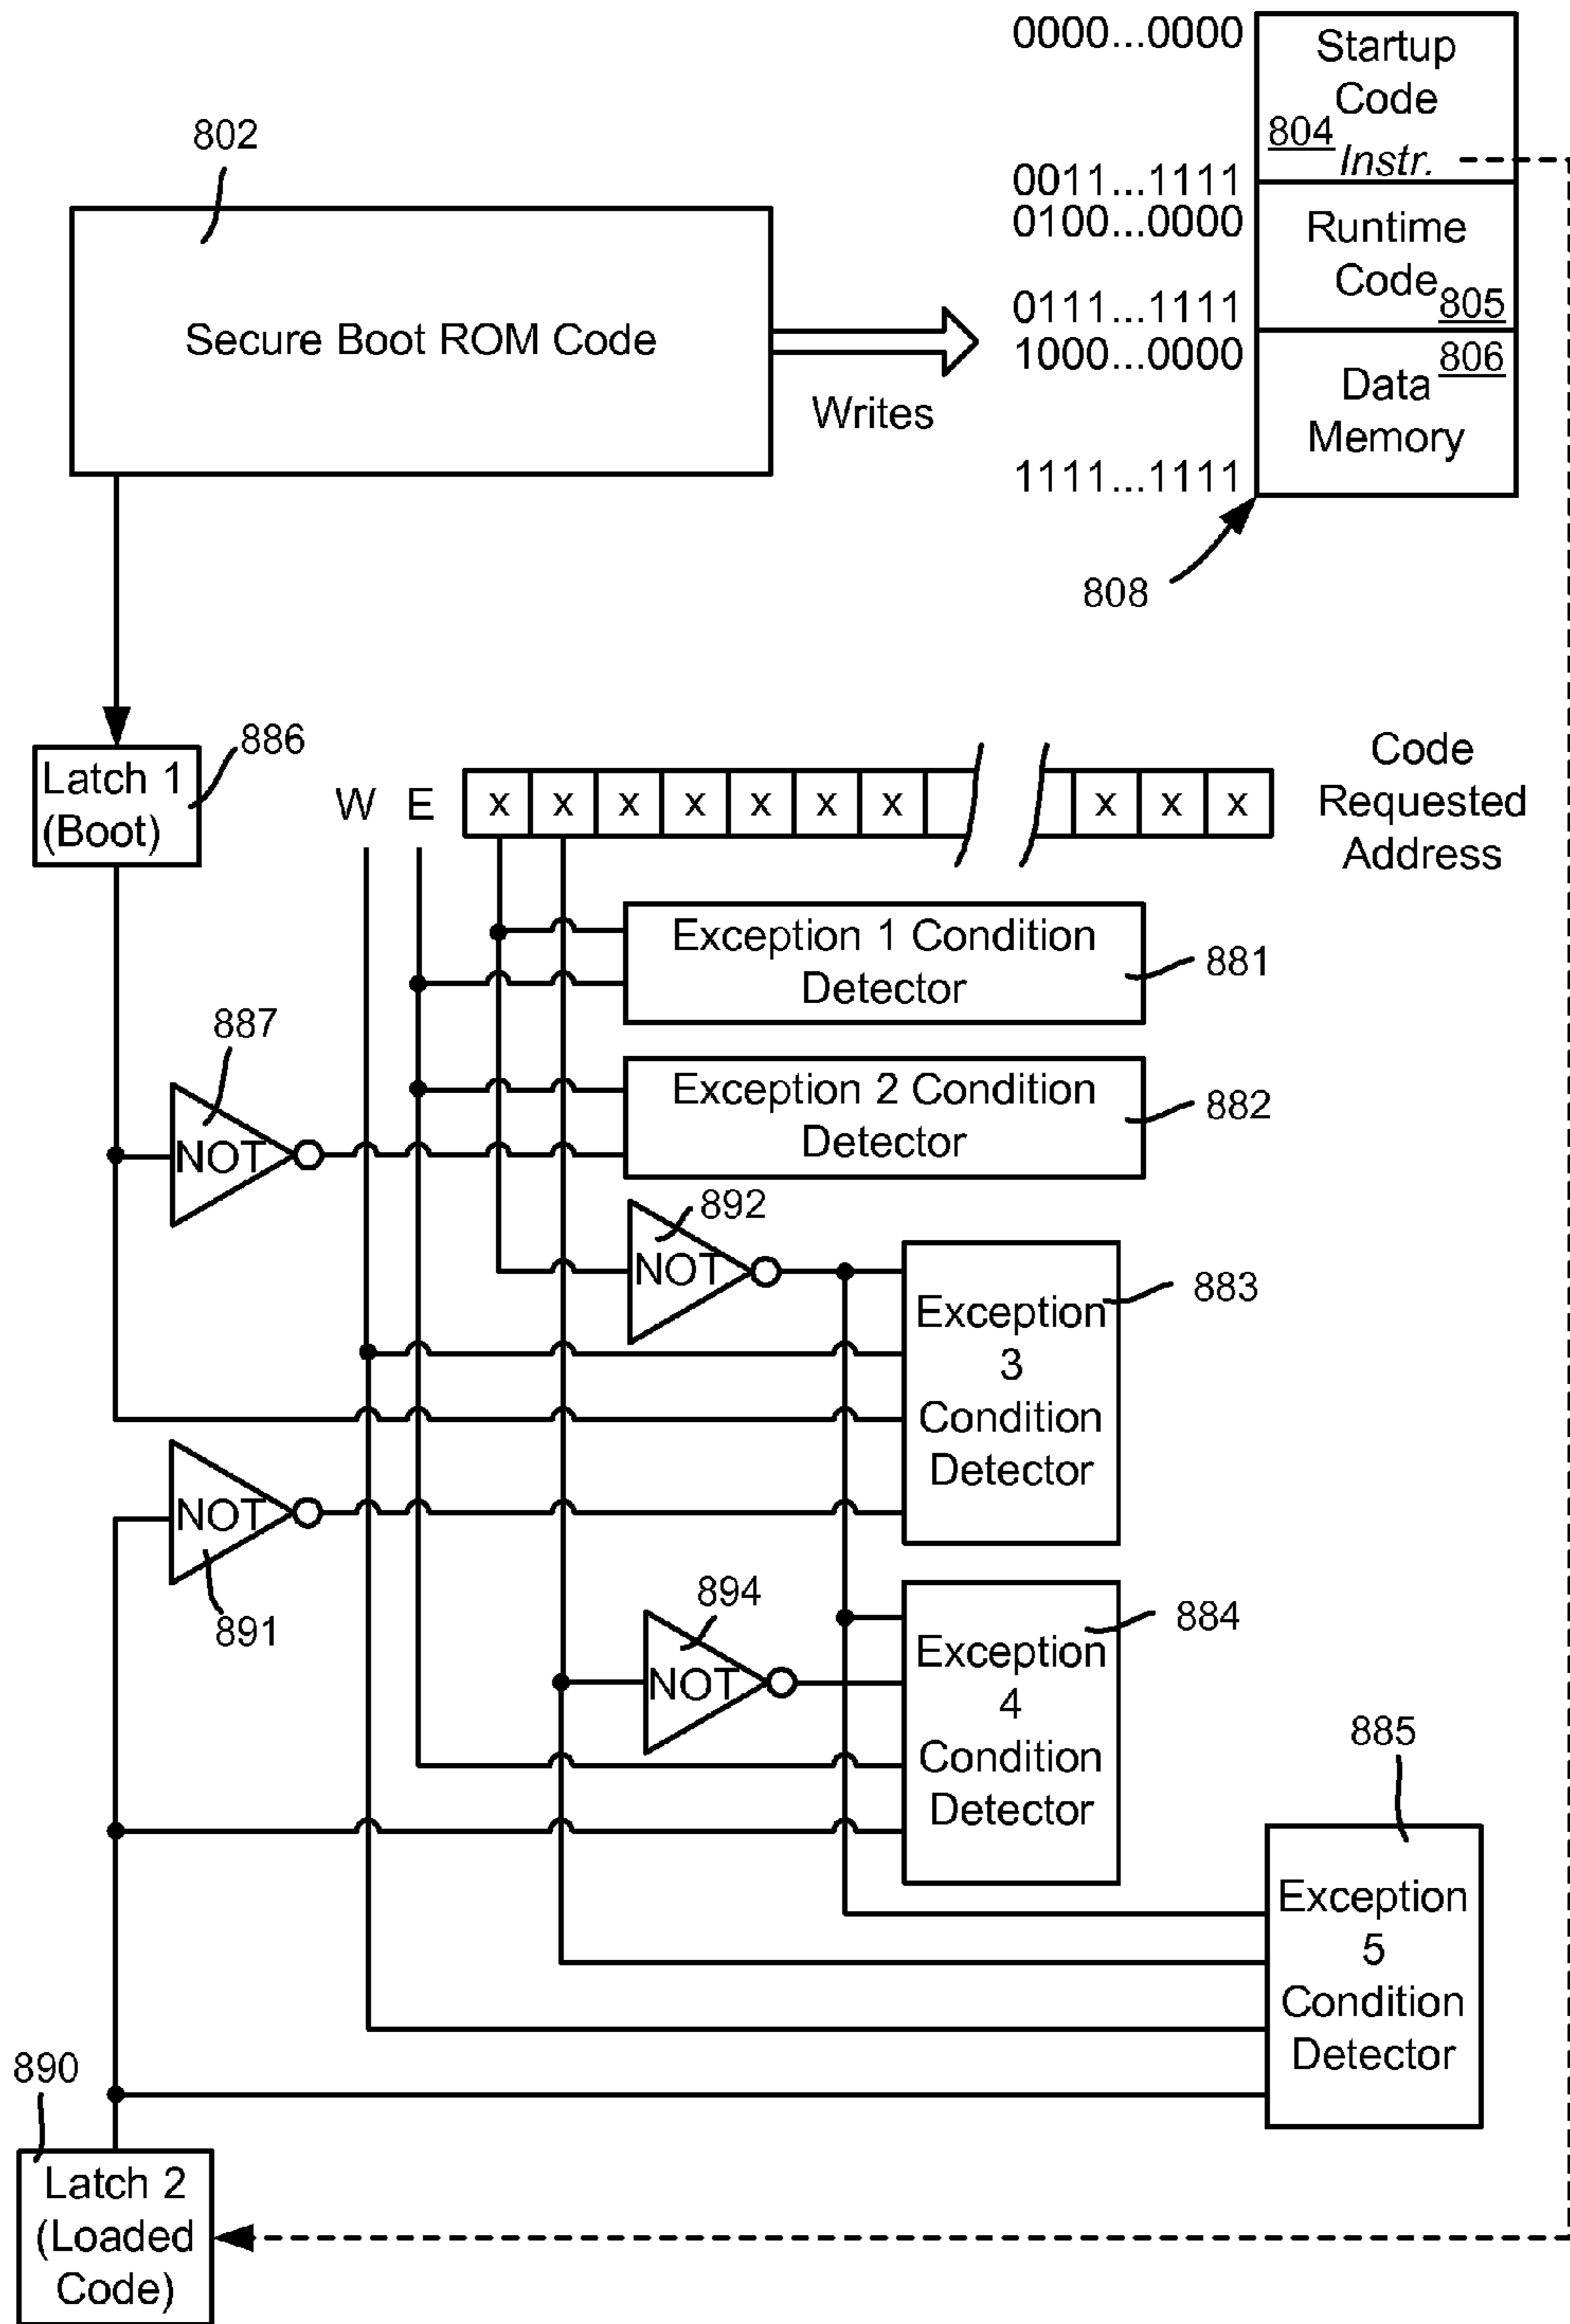 0000...0000
Startup
Code
804
Instr.
0011...1111
802
0100...0000
Runtime
Code
805
0111...1111
Secure Boot ROM Code
Writes
1000...0000
806
Data
Memory
1111...1111
808
886
Latch 1
(Boot)
W E x x x x x x x x x x
Code
Requested
Address
Exception 1 Condition
Detector
881
887
NOT
Exception 2 Condition
Detector
882
892
NOT
883
Exception
3
Condition
Detector
NOT
891
894
NOT
884
Exception
4
Condition
Detector
885
Exception
5
Condition
Detector
890
Latch 2
(Loaded
Code)